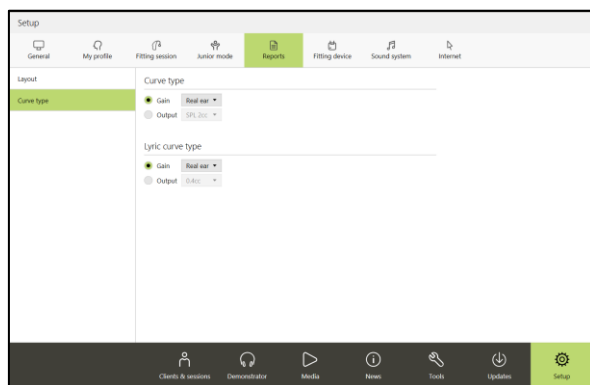 Setup
General My profile Fitting session Junior mode Reports Fitting device Sound system Internet
Layout
Curve type
Curve type
Gain Real ear
Output SPL 2cc
Lyric curve type
Gain Real ear
Output 0.4cc
Clients & sessions Demonstrator Media News Tools Updates Setup